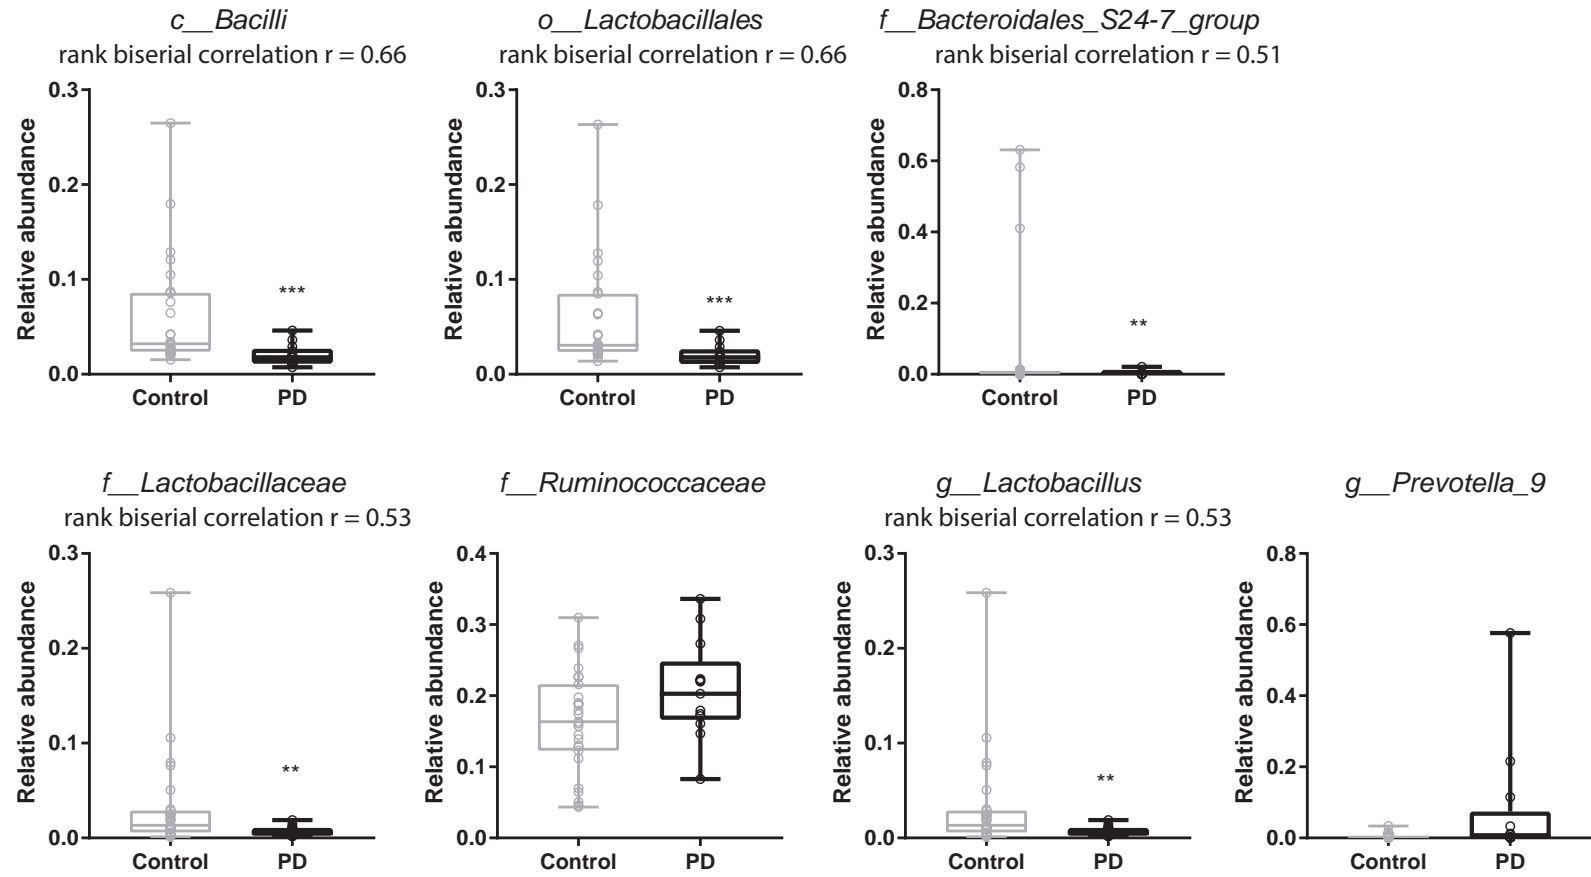 c__Bacilli
rank biserial correlation r = 0.66
Relative abundance
0.3
0.2
0.1
0.0
***
Control PD
o__Lactobacillales
rank biserial correlation r = 0.66
Relative abundance
0.3
0.2
0.1
0.0
***
Control PD
f__Bacteroidales_S24-7_group
rank biserial correlation r = 0.51
Relative abundance
0.8
0.6
0.4
0.2
0.0
**
Control PD
f__Lactobacillaceae
rank biserial correlation r = 0.53
Relative abundance
0.3
0.2
0.1
0.0
**
Control PD
f__Ruminococcaceae
Relative abundance
0.4
0.3
0.2
0.1
0.0
Control PD
g__Lactobacillus
rank biserial correlation r = 0.53
Relative abundance
0.3
0.2
0.1
0.0
**
Control PD
g__Prevotella_9
Relative abundance
0.8
0.6
0.4
0.2
0.0
Control PD